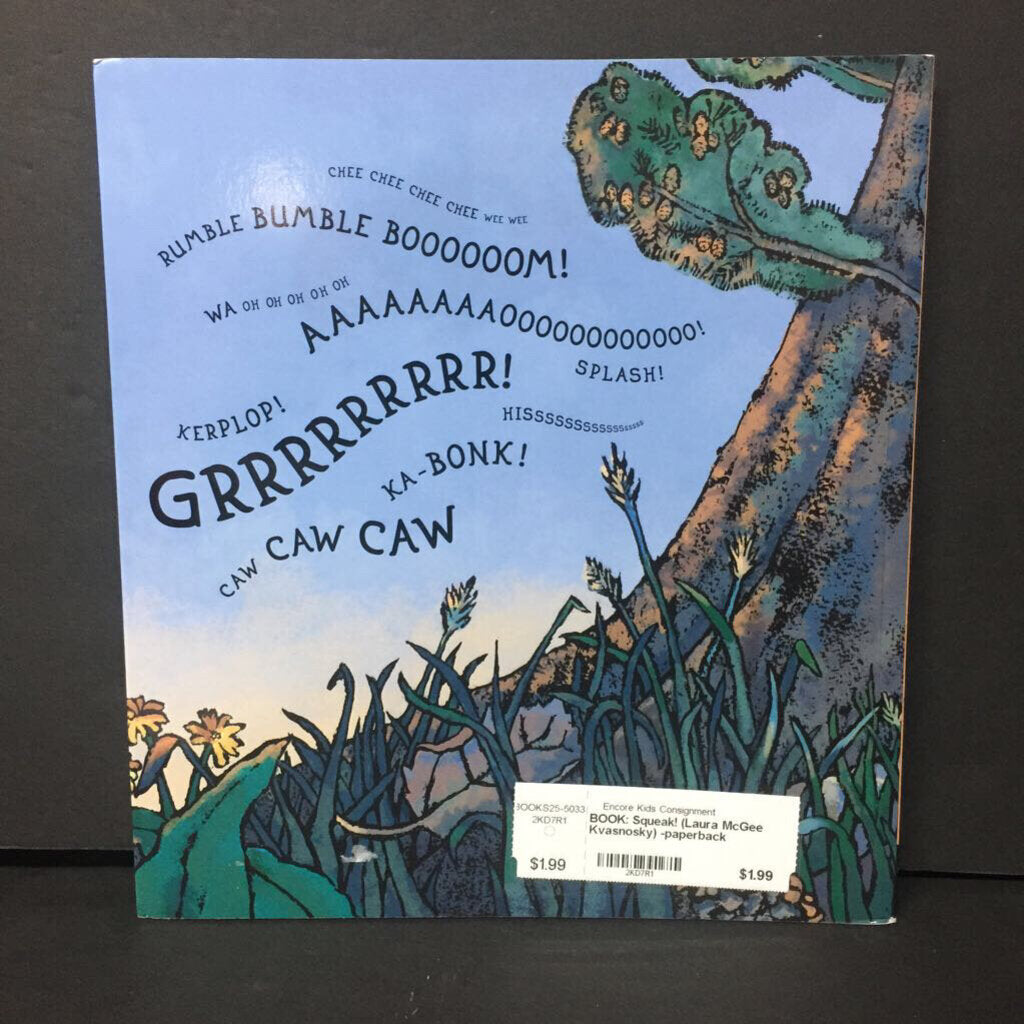 CHEE CHEE CHEE CHEE WEE WEE
RUMBLE BUMBLE BOOOOOOM!
WA OH OH OH OH OH
AAAAAAAAOOOOOOOOOOOO!
SPLASH!
KERPLOP!
GRRRRRRRRR!
HISSSSSSSSSSSSSSSSSS
KA-BONK!
CAW CAW CAW
BOOKS25-5033
2KD7R1
$1.99
Encore Kids Consignment
BOOK: Squeak! (Laura McGee
Kvasnosky) -paperback
2KD7R1
$1.99